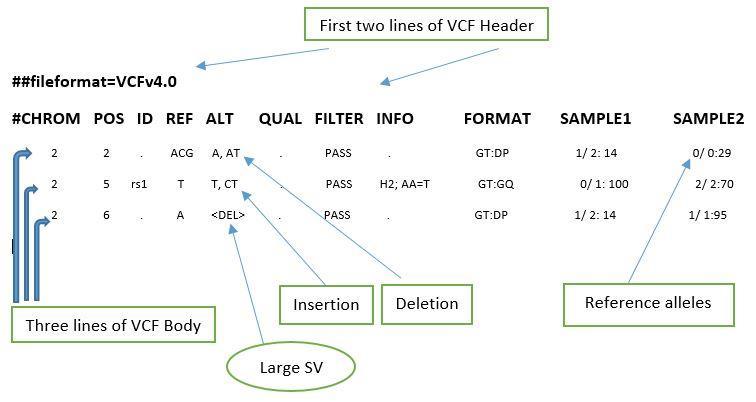 First two lines of VCF Header
##fileformat=VCFv4.0
#CHROM POS ID REF ALT QUAL FILTER INFO FORMAT SAMPLE1 SAMPLE2
2 2 . ACG A, AT . PASS . GT:DP 1/ 2: 14 0/ 0:29
2 5 rs1 T T, CT . PASS H2; AA=T GT:GQ 0/ 1: 100 2/ 2:70
2 6 . A <DEL> . PASS . GT:DP 1/ 2: 14 1/ 1:95
Insertion
Deletion
Reference alleles
Three lines of VCF Body
Large SV